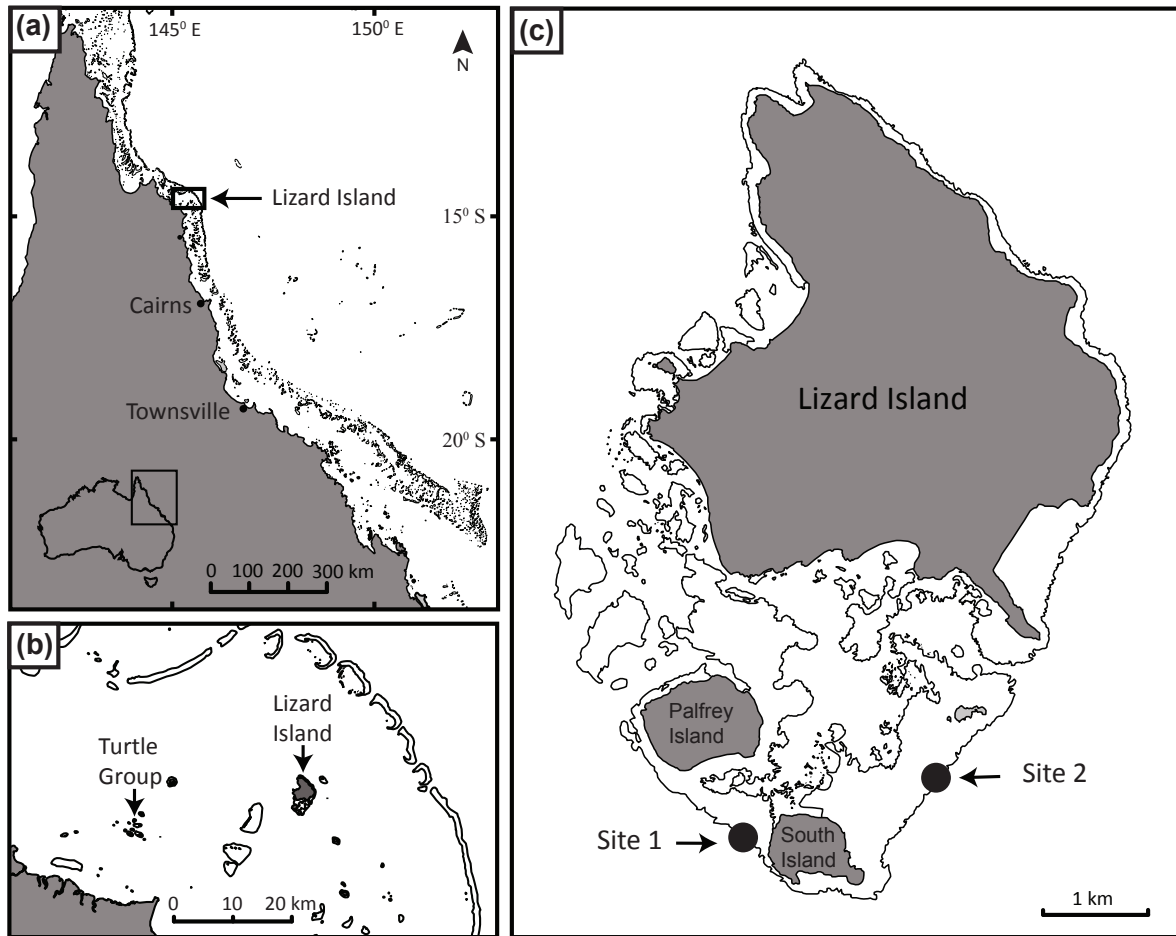 (a)
145⁰ E
150⁰ E
N
Lizard Island
15⁰ S
Cairns
Townsville
20⁰ S
0 100 200 300 km
(b)
Lizard
Island
Turtle
Group
0 10 20 km
(c)
Lizard Island
Palfrey
Island
Site 2
Site 1
South
Island
1 km